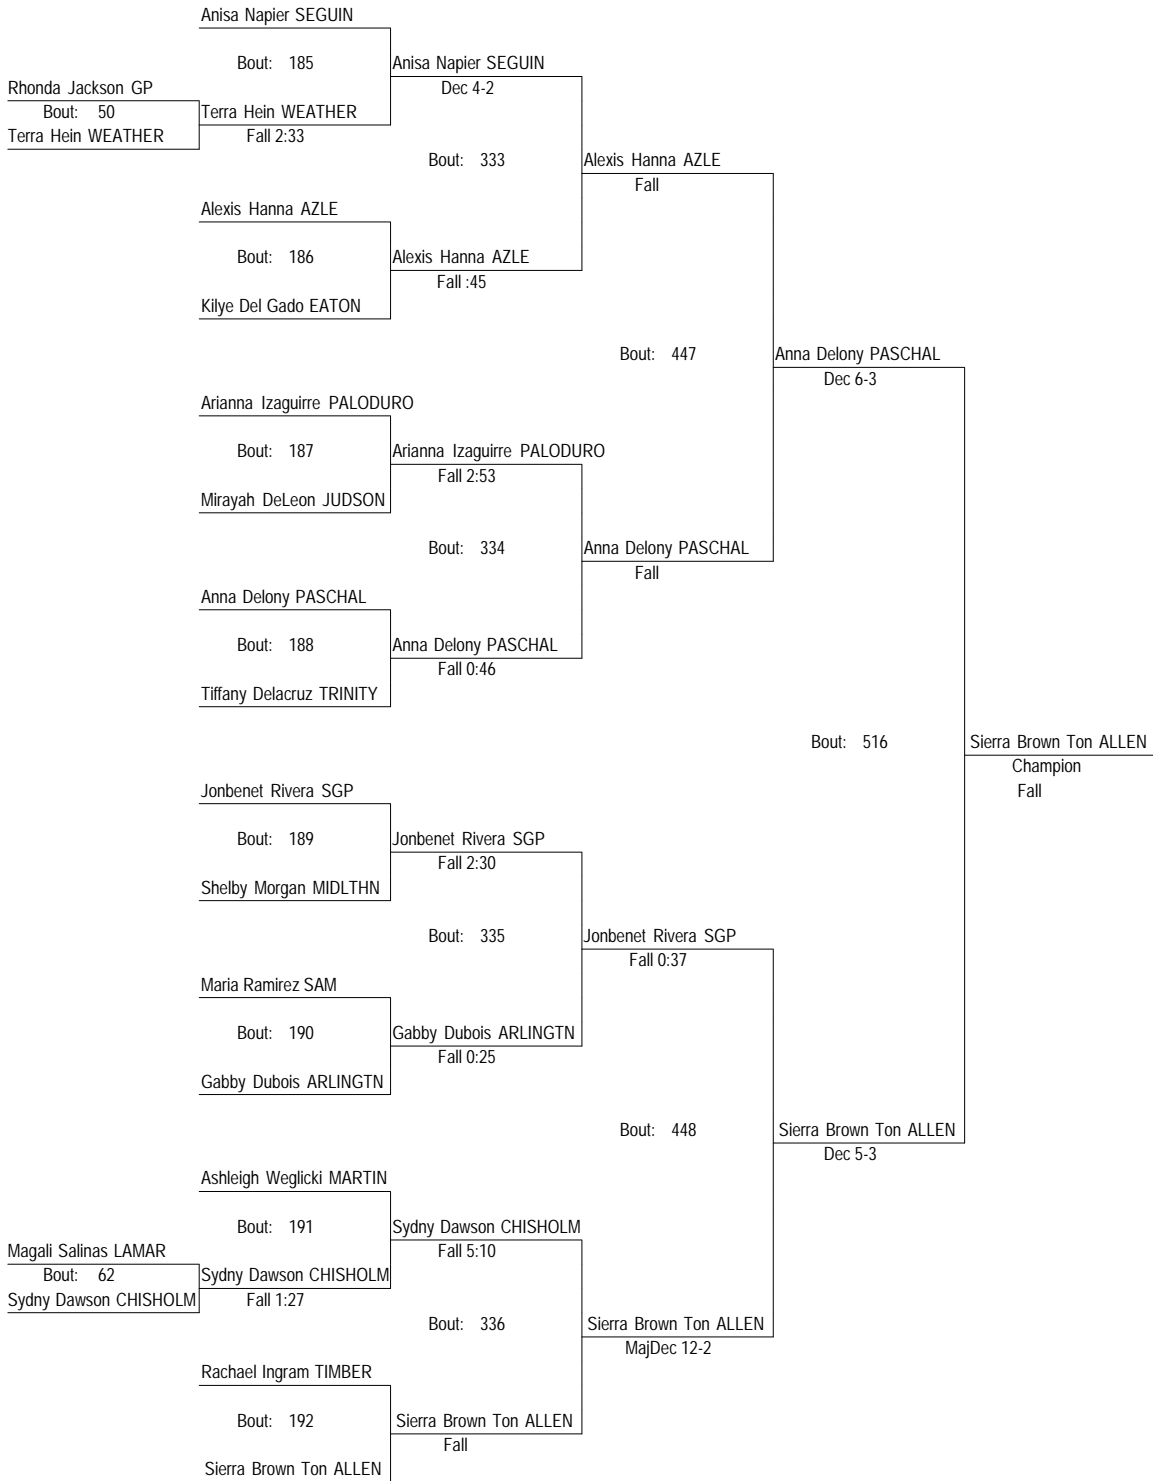 Anisa Napier SEGUIN
Bout: 185
Anisa Napier SEGUIN
Dec 4-2
Rhonda Jackson GP
Bout: 50
Terra Hein WEATHER
Terra Hein WEATHER
Fall 2:33
Bout: 333
Alexis Hanna AZLE
Fall
Alexis Hanna AZLE
Bout: 186
Alexis Hanna AZLE
Fall :45
Kilye Del Gado EATON
Bout: 447
Anna Delony PASCHAL
Dec 6-3
Arianna Izaguirre PALODURO
Bout: 187
Arianna Izaguirre PALODURO
Fall 2:53
Mirayah DeLeon JUDSON
Bout: 334
Anna Delony PASCHAL
Fall
Anna Delony PASCHAL
Bout: 188
Anna Delony PASCHAL
Fall 0:46
Tiffany Delacruz TRINITY
Bout: 516
Sierra Brown Ton ALLEN
Champion
Fall
Jonbenet Rivera SGP
Bout: 189
Jonbenet Rivera SGP
Fall 2:30
Shelby Morgan MIDLTHN
Bout: 335
Jonbenet Rivera SGP
Fall 0:37
Maria Ramirez SAM
Bout: 190
Gabby Dubois ARLINGTN
Fall 0:25
Gabby Dubois ARLINGTN
Bout: 448
Sierra Brown Ton ALLEN
Dec 5-3
Ashleigh Weglicki MARTIN
Bout: 191
Sydny Dawson CHISHOLM
Fall 5:10
Magali Salinas LAMAR
Bout: 62
Sydny Dawson CHISHOLM
Sydny Dawson CHISHOLM
Fall 1:27
Bout: 336
Sierra Brown Ton ALLEN
MajDec 12-2
Rachael Ingram TIMBER
Bout: 192
Sierra Brown Ton ALLEN
Fall
Sierra Brown Ton ALLEN